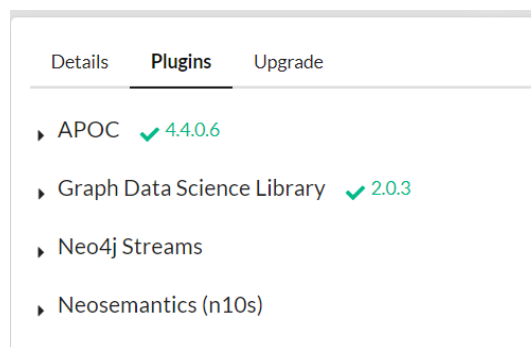 Details Plugins Upgrade
APOC 4.4.0.6
Graph Data Science Library 2.0.3
Neo4j Streams
Neosemantics (n10s)